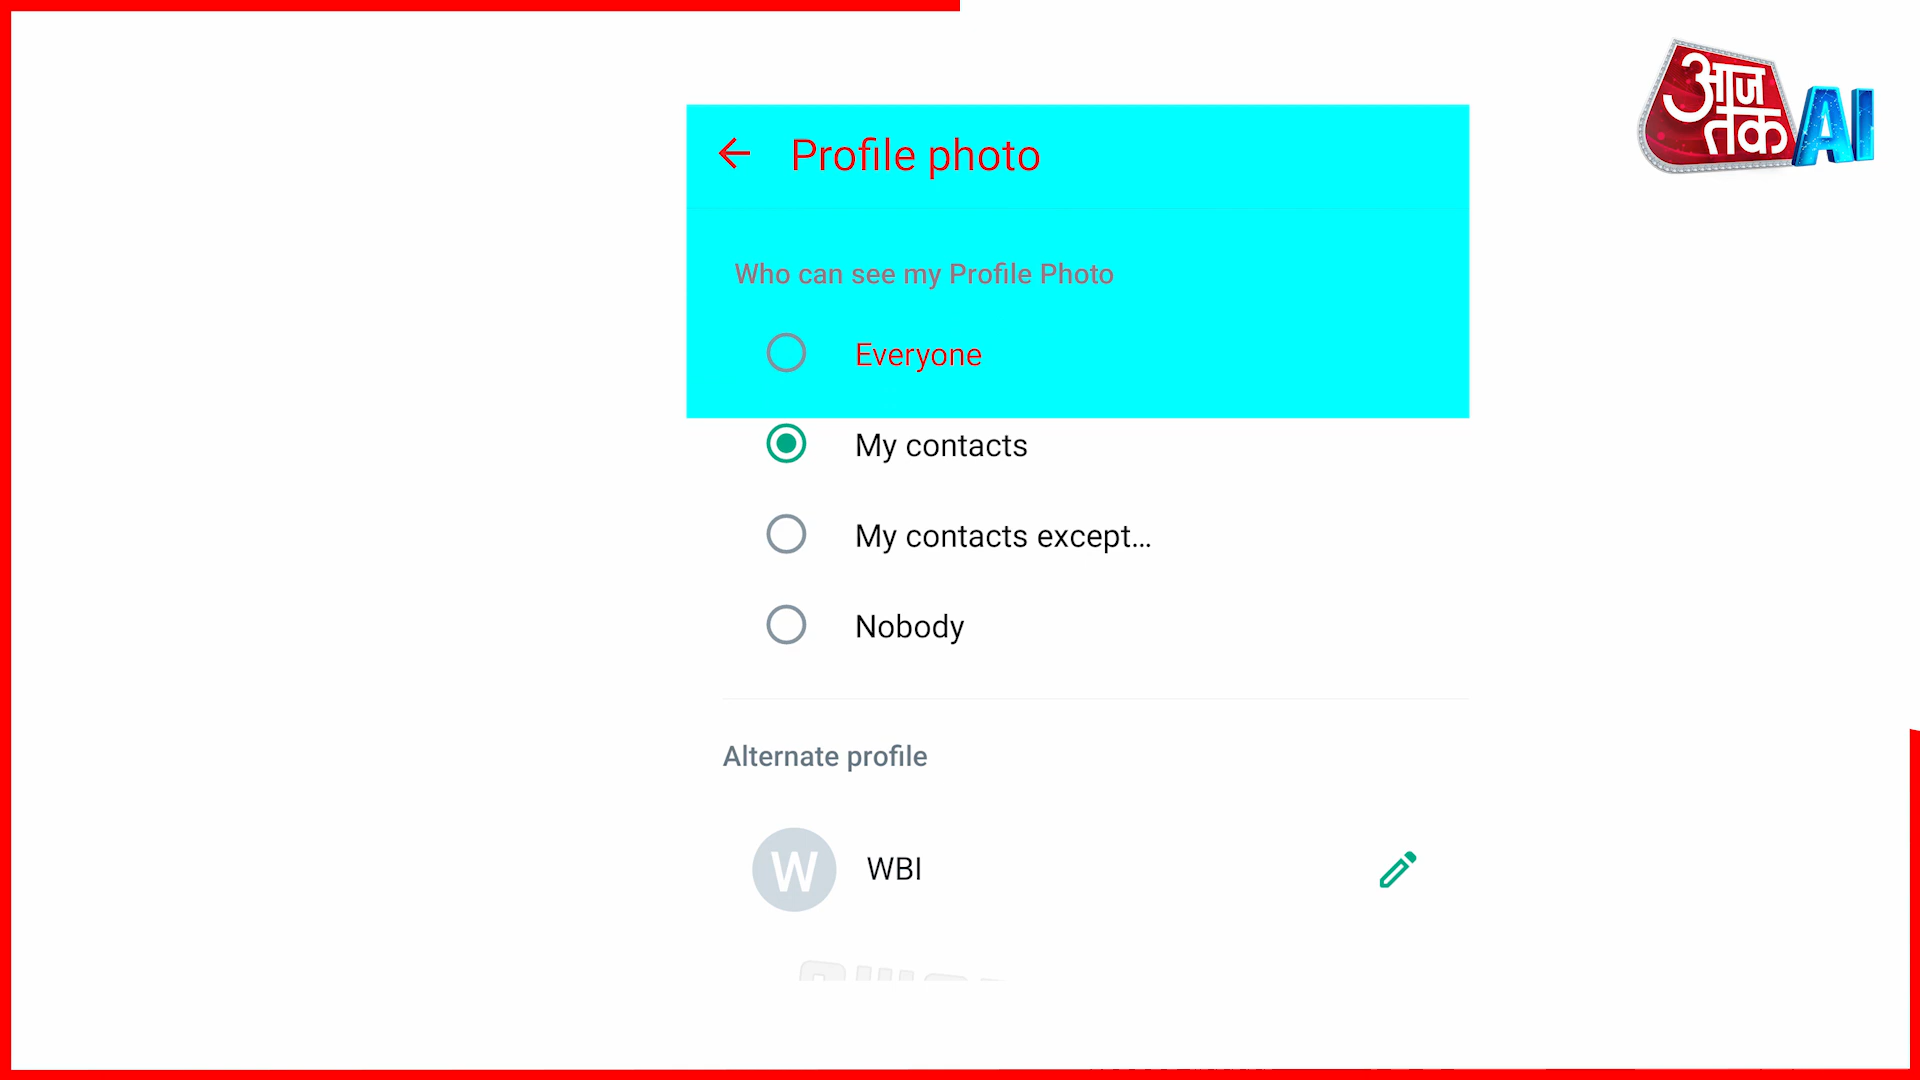 आज
तक AI
Profile photo
Who can see my Profile Photo
Everyone
My contacts
My contacts except...
Nobody
Alternate profile
W WBI